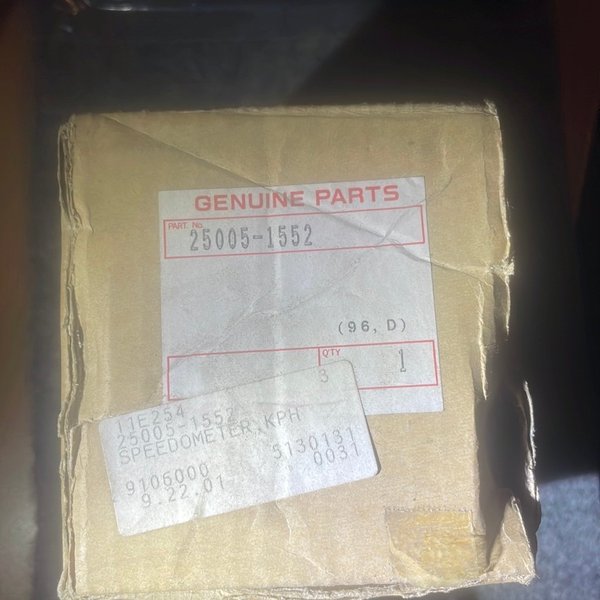 GENUINE PARTS
PART. No.
25005-1552
(96, D)
QTY
1
3
11E254
25005-1552
SPEEDOMETER,KPH
5130131
9106000 0031
9.22.01